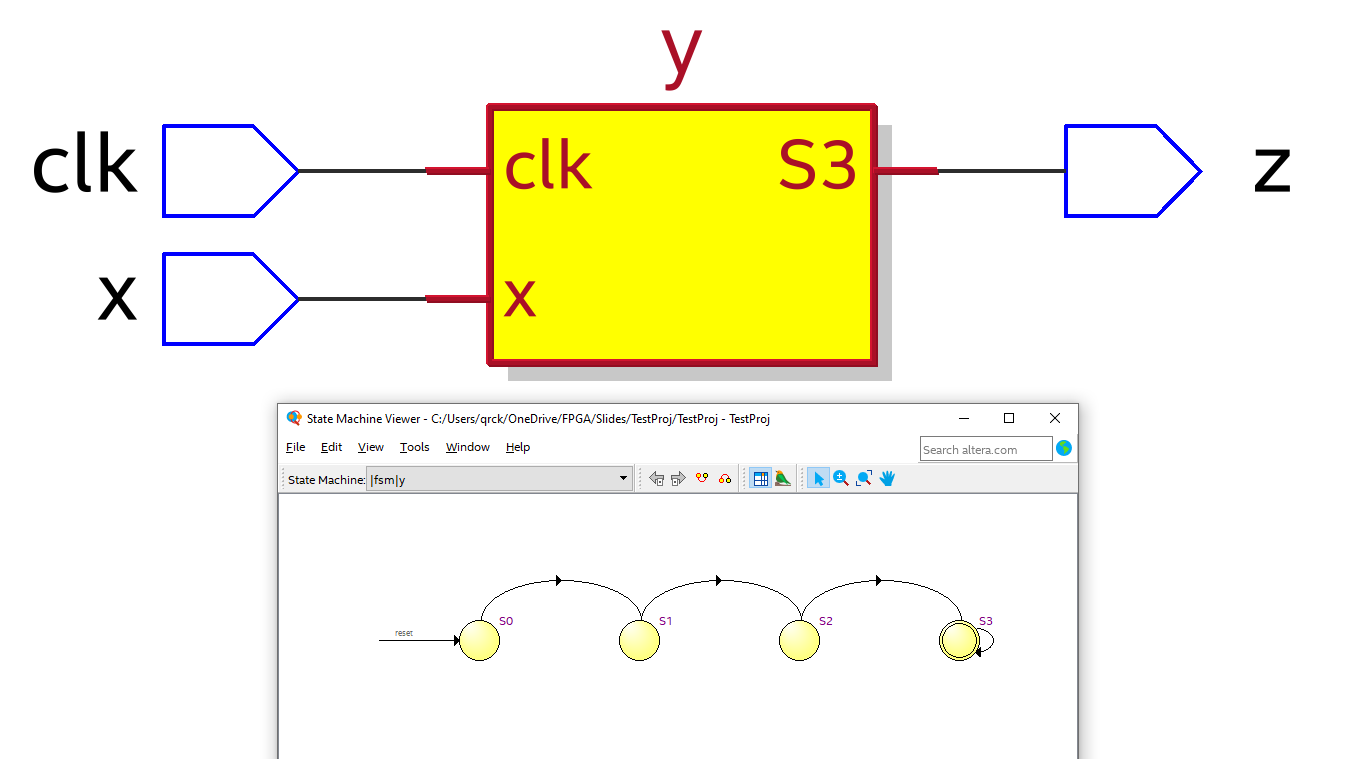 y
clk
clk
S3
z
x
x
State Machine Viewer - C:/Users/qrck/OneDrive/FPGA/Slides/TestProj/TestProj - TestProj
File Edit View Tools Window Help
Search altera.com
State Machine: |fsm|y
reset
S0
S1
S2
S3